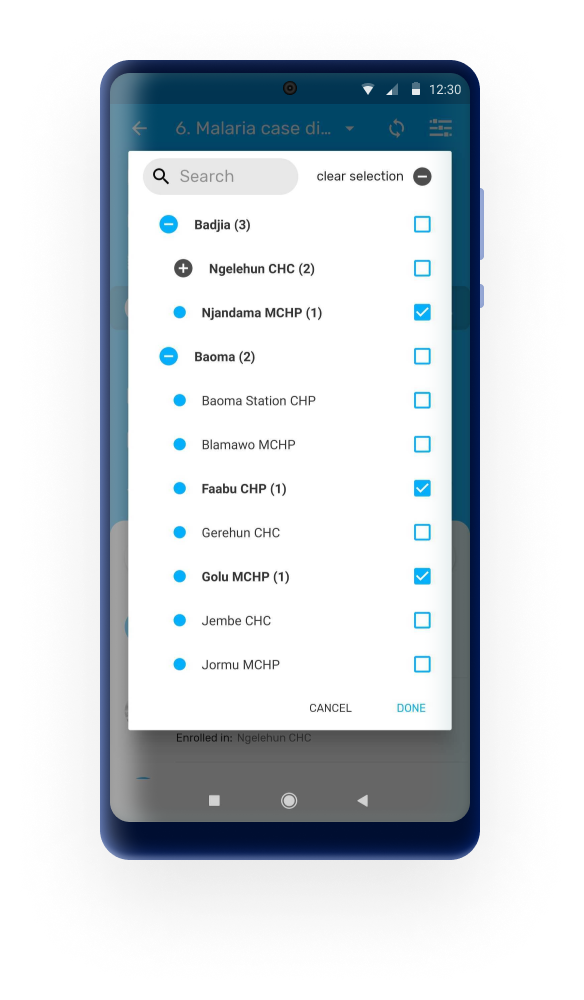 12:30
6. Malaria case di...
Search
clear selection
Badjia (3)
Ngelehun CHC (2)
Njandama MCHP (1)
Baoma (2)
Baoma Station CHP
Blamawo MCHP
Faabu CHP (1)
Gerehun CHC
Golu MCHP (1)
Jembe CHC
Jormu MCHP
CANCEL DONE
Enrolled in: Ngelehun CHC